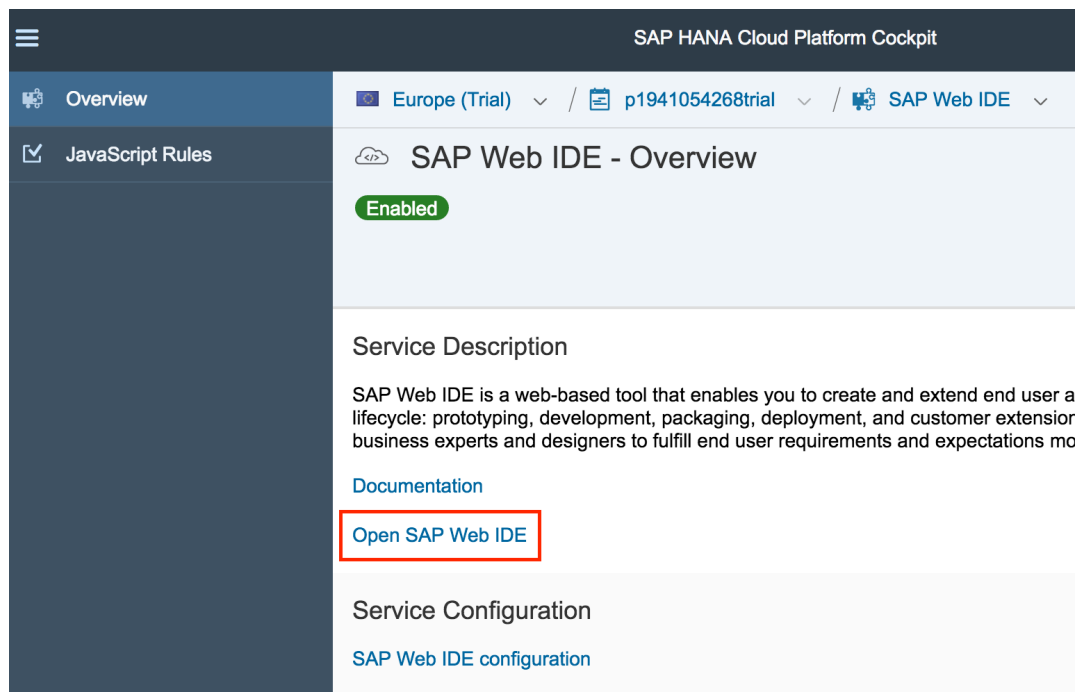 SAP HANA Cloud Platform Cockpit
Overview
JavaScript Rules
Europe (Trial) / p1941054268trial / SAP Web IDE
SAP Web IDE - Overview
Enabled
Service Description
SAP Web IDE is a web-based tool that enables you to create and extend end user a
lifecycle: prototyping, development, packaging, deployment, and customer extension
business experts and designers to fulfill end user requirements and expectations mo
Documentation
Open SAP Web IDE
Service Configuration
SAP Web IDE configuration